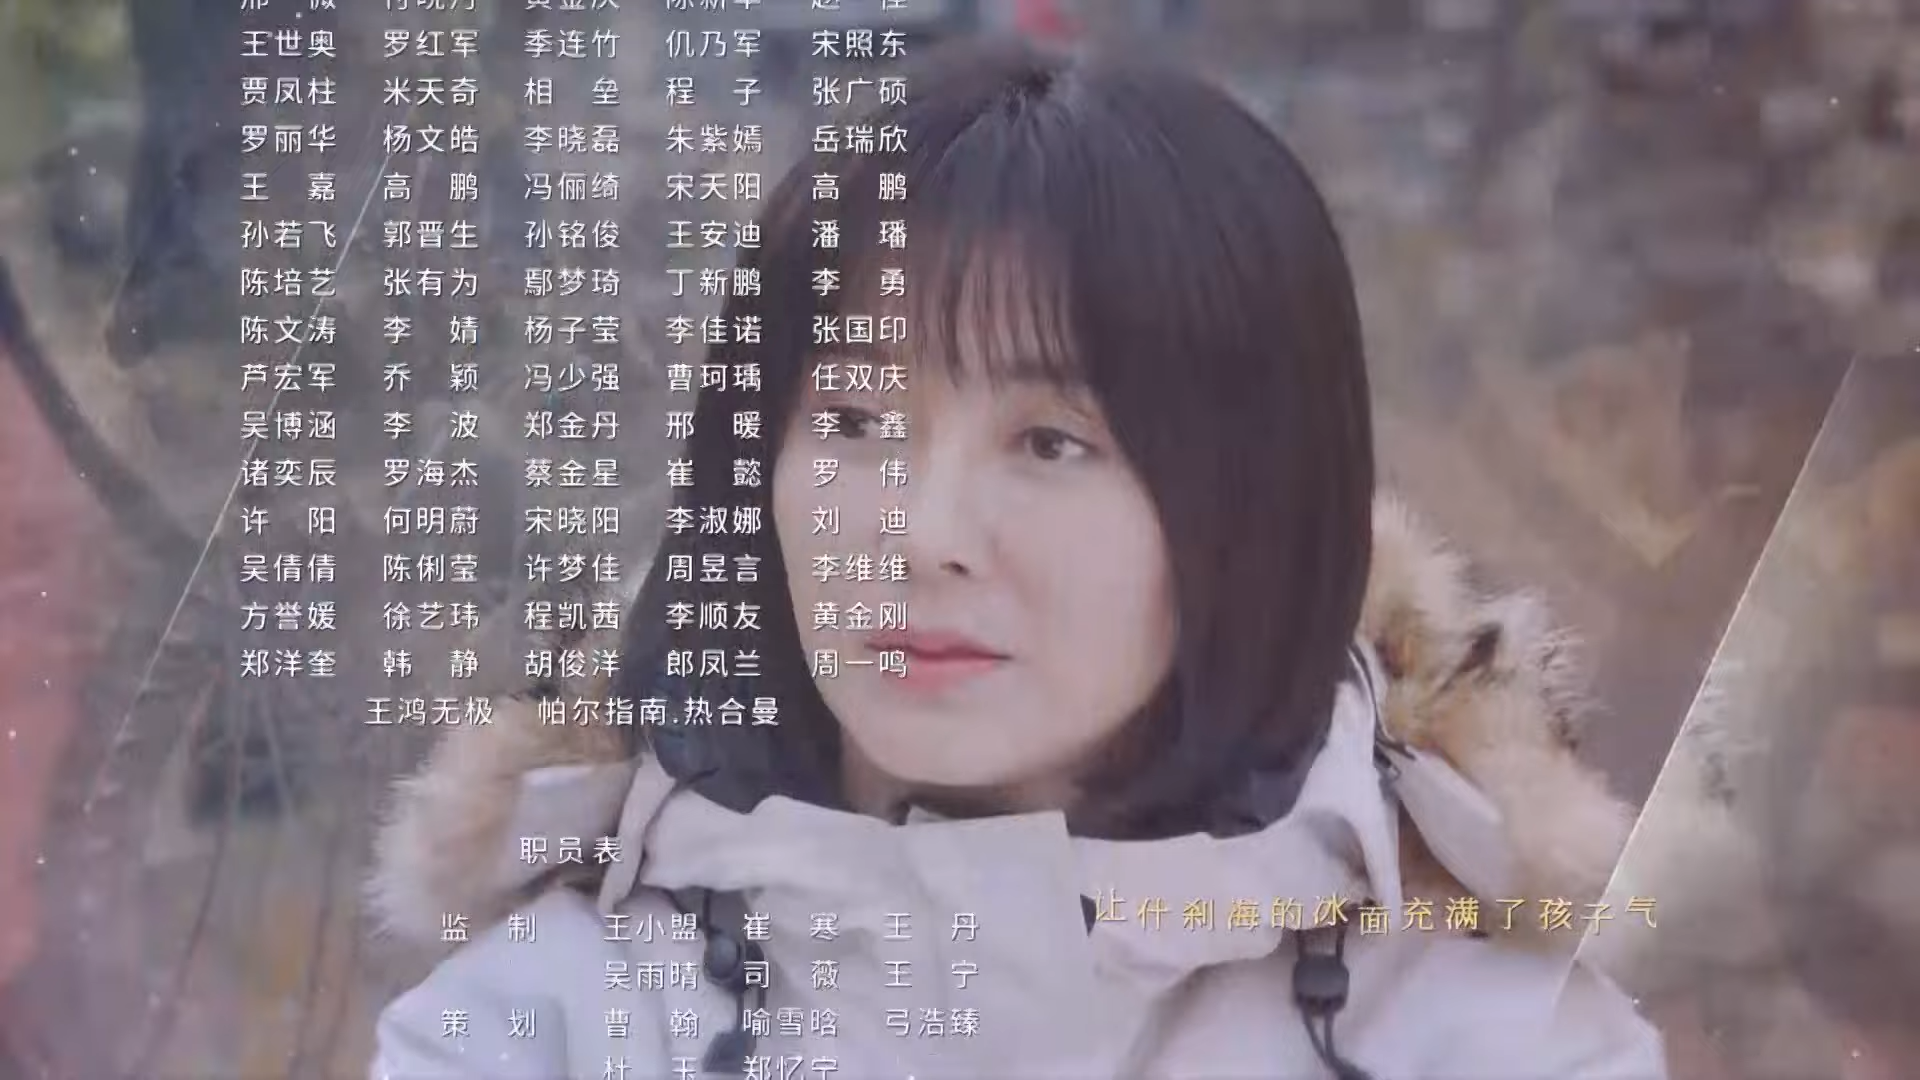 王世奥 罗红军 季连竹 仉乃军 宋照东
贾凤柱 米天奇 相垒 程子 张广硕
罗丽华 杨文皓 李晓磊 朱紫嫣 岳瑞欣
王嘉 高鹏 冯俪绮 宋天阳 高鹏
孙若飞 郭晋生 孙铭俊 王安迪 潘璠
陈培艺 张有为 鄢梦琦 丁新鹏 李勇
陈文涛 李婧 杨子莹 李佳诺 张国印
芦宏军 乔颖 冯少强 曹珂瑀 任双庆
吴博涵 李波 郑金丹 邢暖 李鑫
诸奕辰 罗海杰 蔡金星 崔懿 罗伟
许阳 何明蔚 宋晓阳 李淑娜 刘迪
吴倩倩 陈俐莹 许梦佳 周昱言 李维维
方誉媛 徐艺玮 程凯茜 李顺友 黄金刚
郑洋奎 韩静 胡俊洋 郎凤兰 周一鸣
王鸿无极 帕尔指南.热合曼
职员表
监制 王小盟 崔寒 王丹
吴雨晴 司薇 王宁
策划 曹翰 喻雪晗 弓浩臻
杜玉 郑忆宁
让什刹海的冰面充满了孩子气